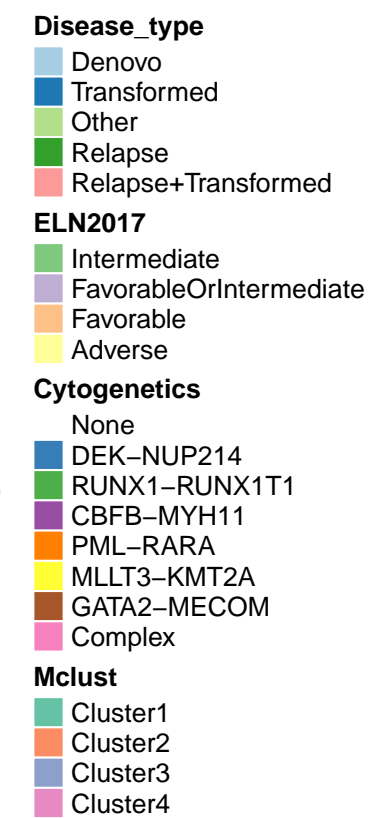 Disease_type
Denovo
Transformed
Other
Relapse
Relapse+Transformed
ELN2017
Intermediate
FavorableOrIntermediate
Favorable
Adverse
Cytogenetics
None
DEK−NUP214
RUNX1−RUNX1T1
CBFB−MYH11
PML−RARA
MLLT3−KMT2A
GATA2−MECOM
Complex
Mclust
Cluster1
Cluster2
Cluster3
Cluster4